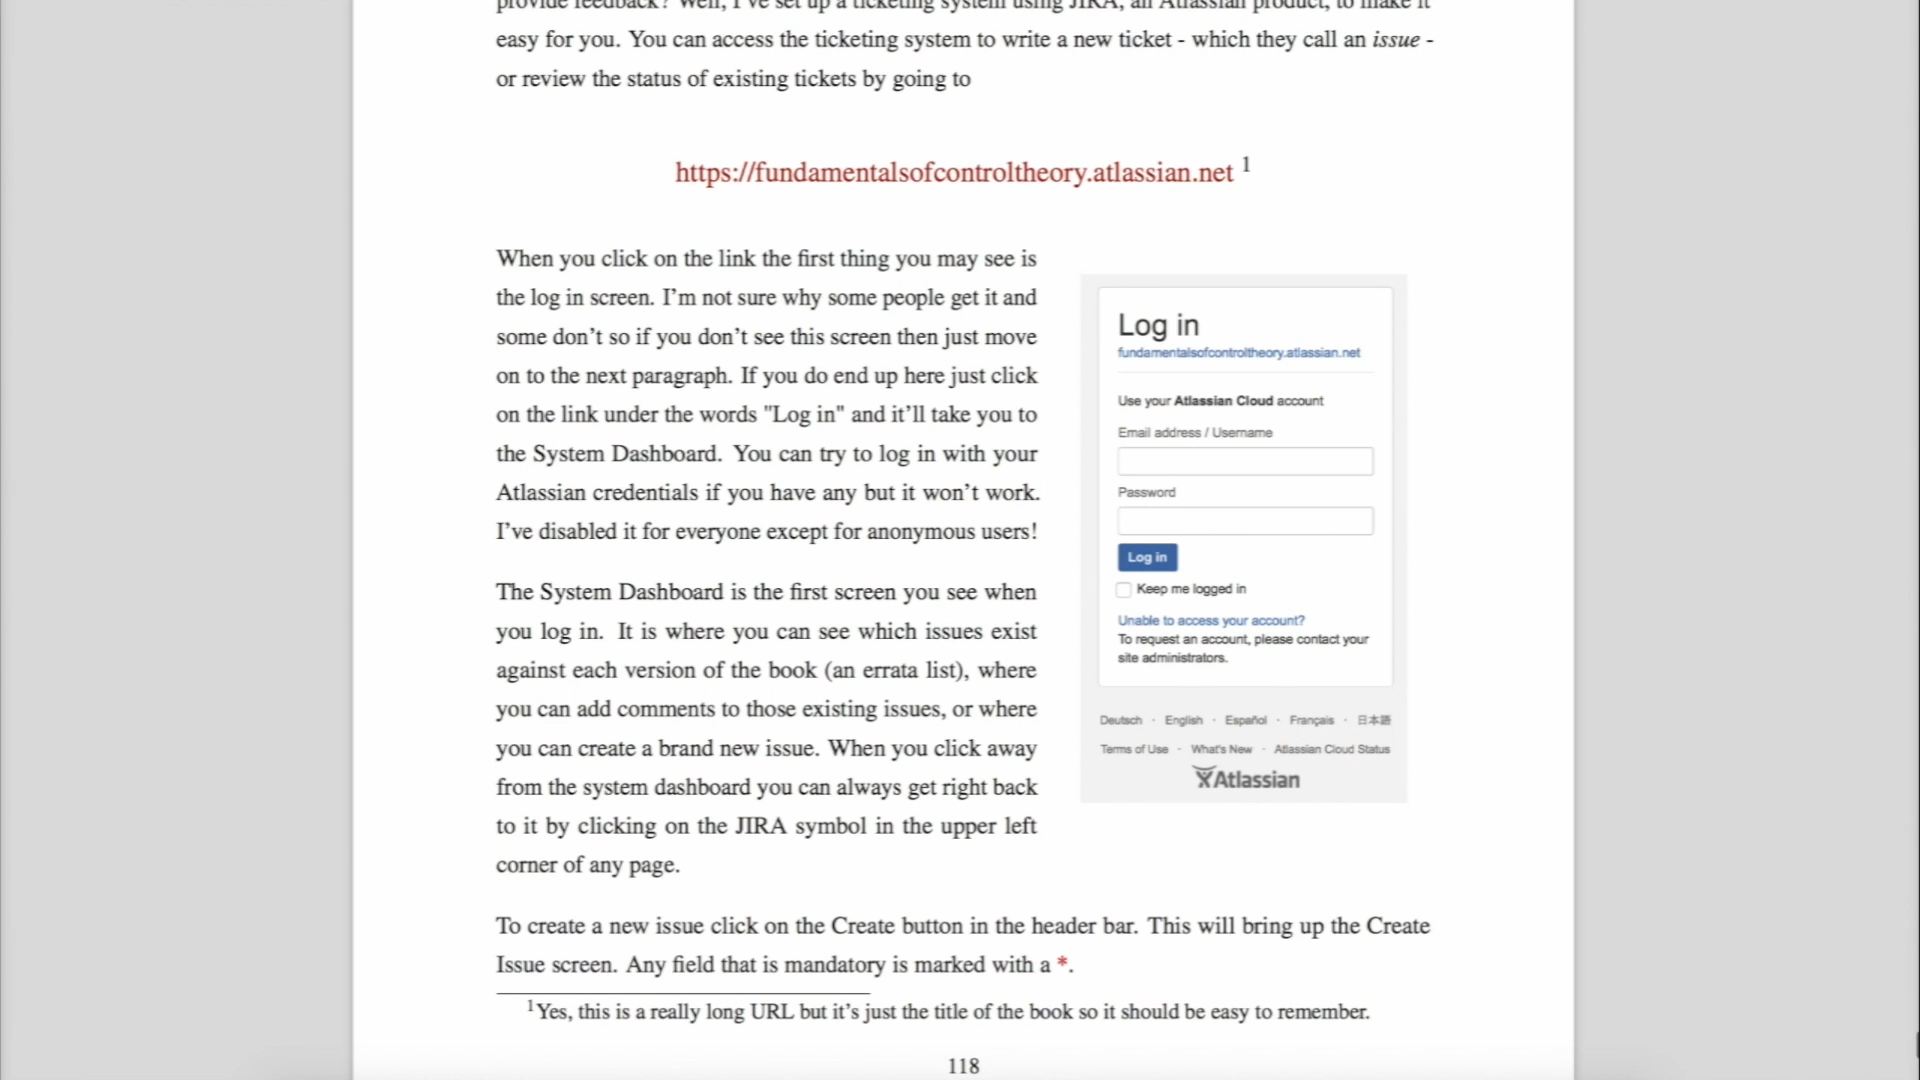 provide feedback? Well, I've set up a ticketing system using JIRA, an Atlassian product, to make it
easy for you. You can access the ticketing system to write a new ticket - which they call an issue -
or review the status of existing tickets by going to
https://fundamentalsofcontroltheory.atlassian.net 1
When you click on the link the first thing you may see is
the log in screen. I'm not sure why some people get it and
some don't so if you don't see this screen then just move
on to the next paragraph. If you do end up here just click
on the link under the words "Log in" and it'll take you to
the System Dashboard. You can try to log in with your
Atlassian credentials if you have any but it won't work.
I've disabled it for everyone except for anonymous users!
The System Dashboard is the first screen you see when
you log in. It is where you can see which issues exist
against each version of the book (an errata list), where
you can add comments to those existing issues, or where
you can create a brand new issue. When you click away
from the system dashboard you can always get right back
to it by clicking on the JIRA symbol in the upper left
corner of any page.
Log in
fundamentalsofcontroltheory.atlassian.net
Use your Atlassian Cloud account
Email address / Username
Password
Log in
Keep me logged in
Unable to access your account?
To request an account, please contact your
site administrators.
Deutsch · English · Español · Français · 日本語
Terms of Use · What's New · Atlassian Cloud Status
Atlassian
To create a new issue click on the Create button in the header bar. This will bring up the Create
Issue screen. Any field that is mandatory is marked with a *.
1Yes, this is a really long URL but it's just the title of the book so it should be easy to remember.
118